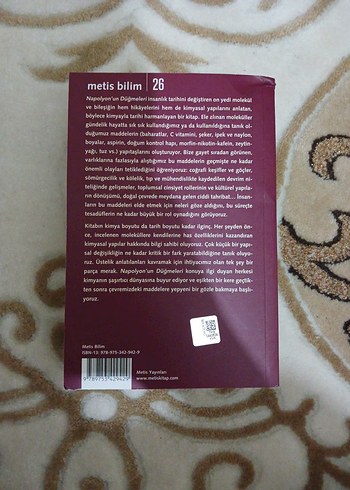 metis bilim | 26
Napolyon'un Düğmeleri insanlık tarihini değiştiren on yedi molekül
ve bileşiğin hem hikâyelerini hem de kimyasal yapılarını anlatan,
böylece kimyayla tarihi harmanlayan bir kitap. Ele alınan moleküller
gündelik hayatta sık sık kullandığımız ya da kullanıldığına tanık ol-
duğumuz maddelerin (baharatlar, C vitamini, şeker, ipek ve naylon,
boyalar, aspirin, doğum kontrol hapı, morfin-nikotin-kafein, zeytin-
yağı, tuz vs.) yapıtaşlarını oluşturuyor. Bize gayet sıradan görünen,
varlıklarına fazlasıyla alıştığımız bu maddelerin geçmişte ne kadar
önemli olayları tetiklediğini öğreniyoruz: coğrafi keşifler ve göçler,
sömürgecilik ve kölelik, tıp ve mühendislikte kaydedilen devrim ni-
teliğinde gelişmeler, toplumsal cinsiyet rollerinin ve kültürel yapıla-
rın dönüşümü, doğal çevrede meydana gelen ciddi tahribat... İnsan-
ların bu maddeleri elde etmek için neleri göze aldığını, bu süreçte
tesadüflerin ne kadar büyük bir rol oynadığını görüyoruz.
Kitabın kimya boyutu da tarih boyutu kadar ilginç. Her şeyden ön-
ce, incelenen moleküllere kendilerine has özelliklerini kazandıran
kimyasal yapılar hakkında bilgi sahibi oluyoruz. Çok küçük bir yapı-
sal değişikliğin ne kadar kritik bir fark yaratabildiğine tanık oluyo-
ruz. Üstelik anlatılanları kavramak için ihtiyacımız olan tek şey bir
parça merak. Napolyon'un Düğmeleri konuya ilgi duyan herkesi
kimyanın şaşırtıcı dünyasına buyur ediyor ve eşikten bir kere geçtik-
ten sonra çevremizdeki maddelere yepyeni bir gözle bakmaya başlı-
yoruz.
Metis Bilim
ISBN-13: 978-975-342-942-9
9789753429429
Metis Yayınları
www.metiskitap.com